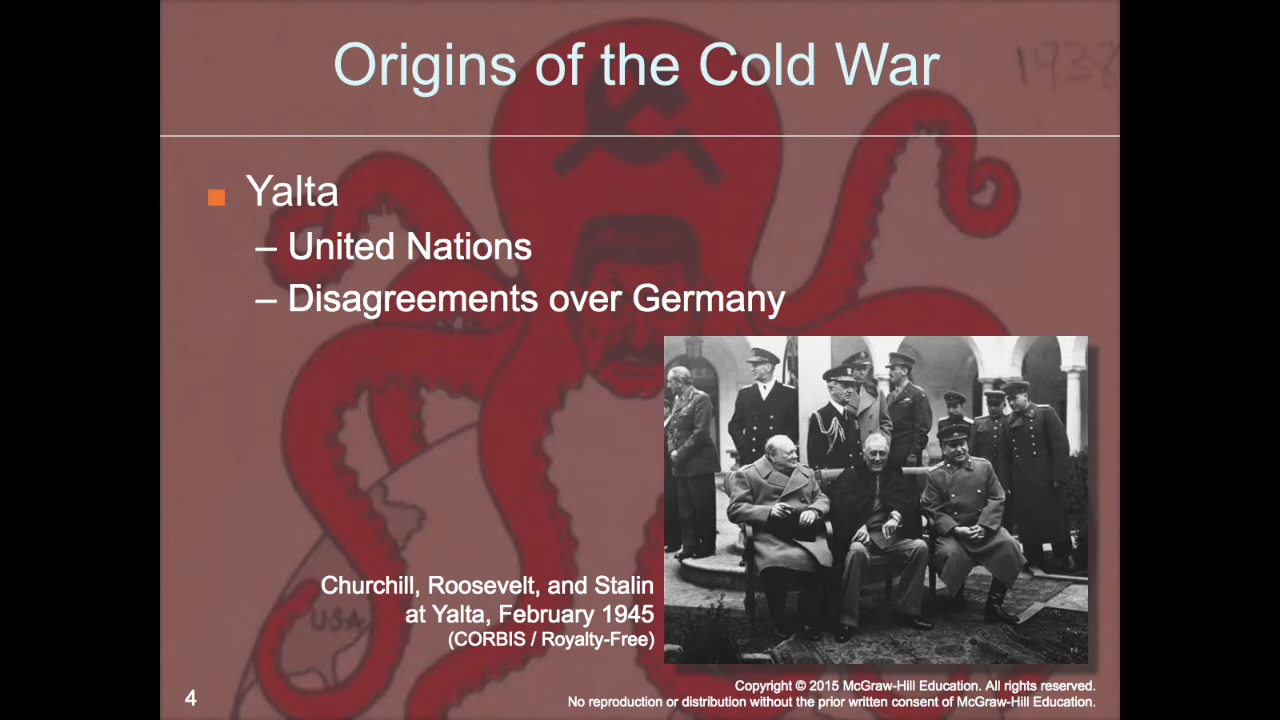 Origins of the Cold War
1938
■ Yalta
– United Nations
– Disagreements over Germany
Churchill, Roosevelt, and Stalin
at Yalta, February 1945
(CORBIS / Royalty-Free)
USA
4
Copyright © 2015 McGraw-Hill Education. All rights reserved.
No reproduction or distribution without the prior written consent of McGraw-Hill Education.